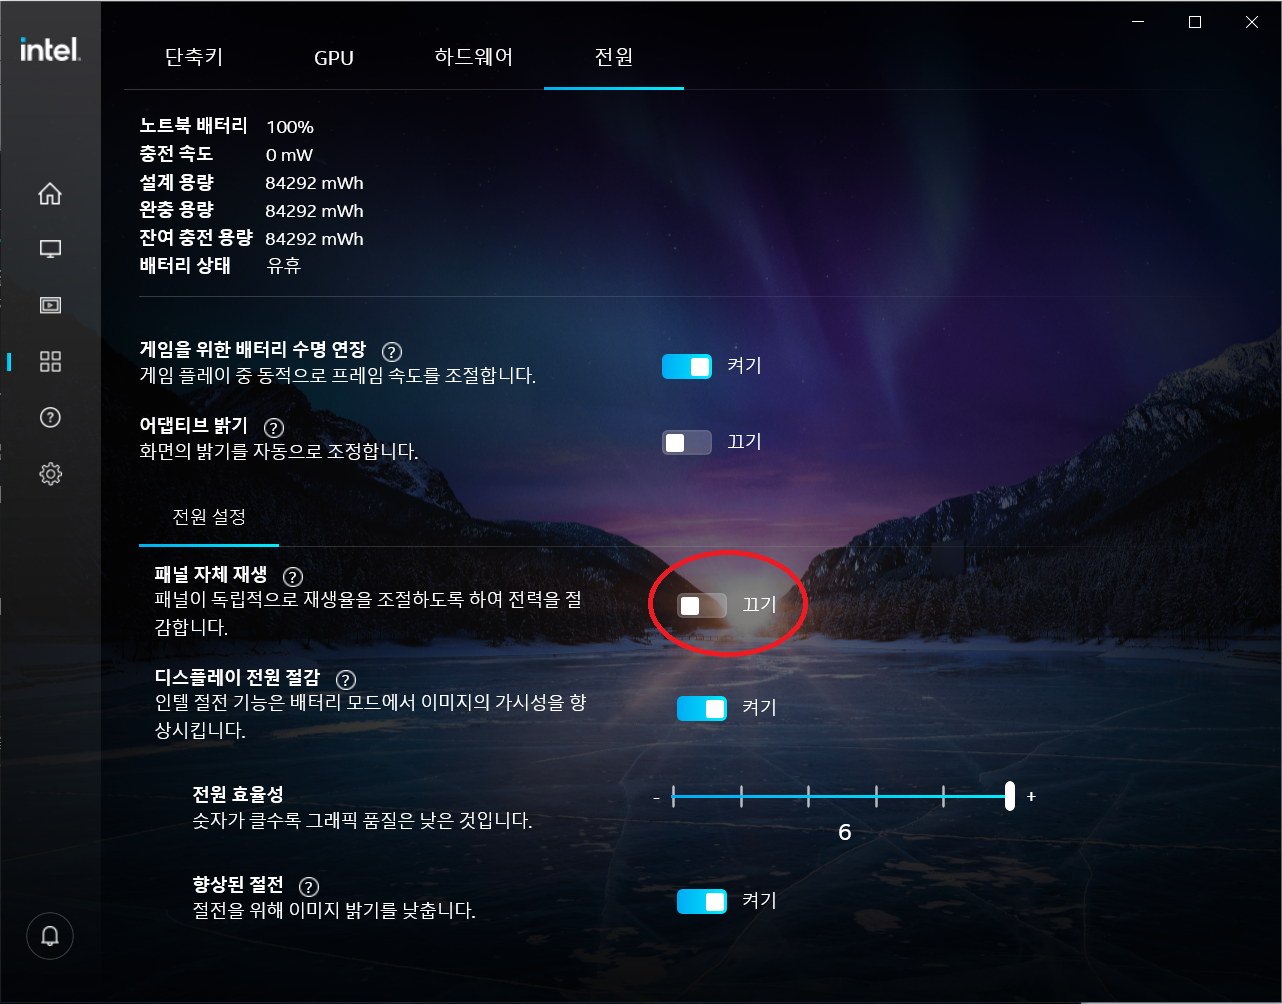 intel.
단축키
GPU
하드웨어
전원
노트북 배터리 100%
충전 속도 0 mW
설계 용량 84292 mWh
완충 용량 84292 mWh
잔여 충전 용량 84292 mWh
배터리 상태 유휴
게임을 위한 배터리 수명 연장 ?
게임 플레이 중 동적으로 프레임 속도를 조절합니다.
켜기
어댑티브 밝기 ?
화면의 밝기를 자동으로 조정합니다.
끄기
전원 설정
패널 자체 재생 ?
패널이 독립적으로 재생율을 조절하도록 하여 전력을 절
감합니다.
끄기
디스플레이 전원 절감 ?
인텔 절전 기능은 배터리 모드에서 이미지의 가시성을 향
상시킵니다.
켜기
전원 효율성
숫자가 클수록 그래픽 품질은 낮은 것입니다.
- +
6
향상된 절전 ?
절전을 위해 이미지 밝기를 낮춥니다.
켜기